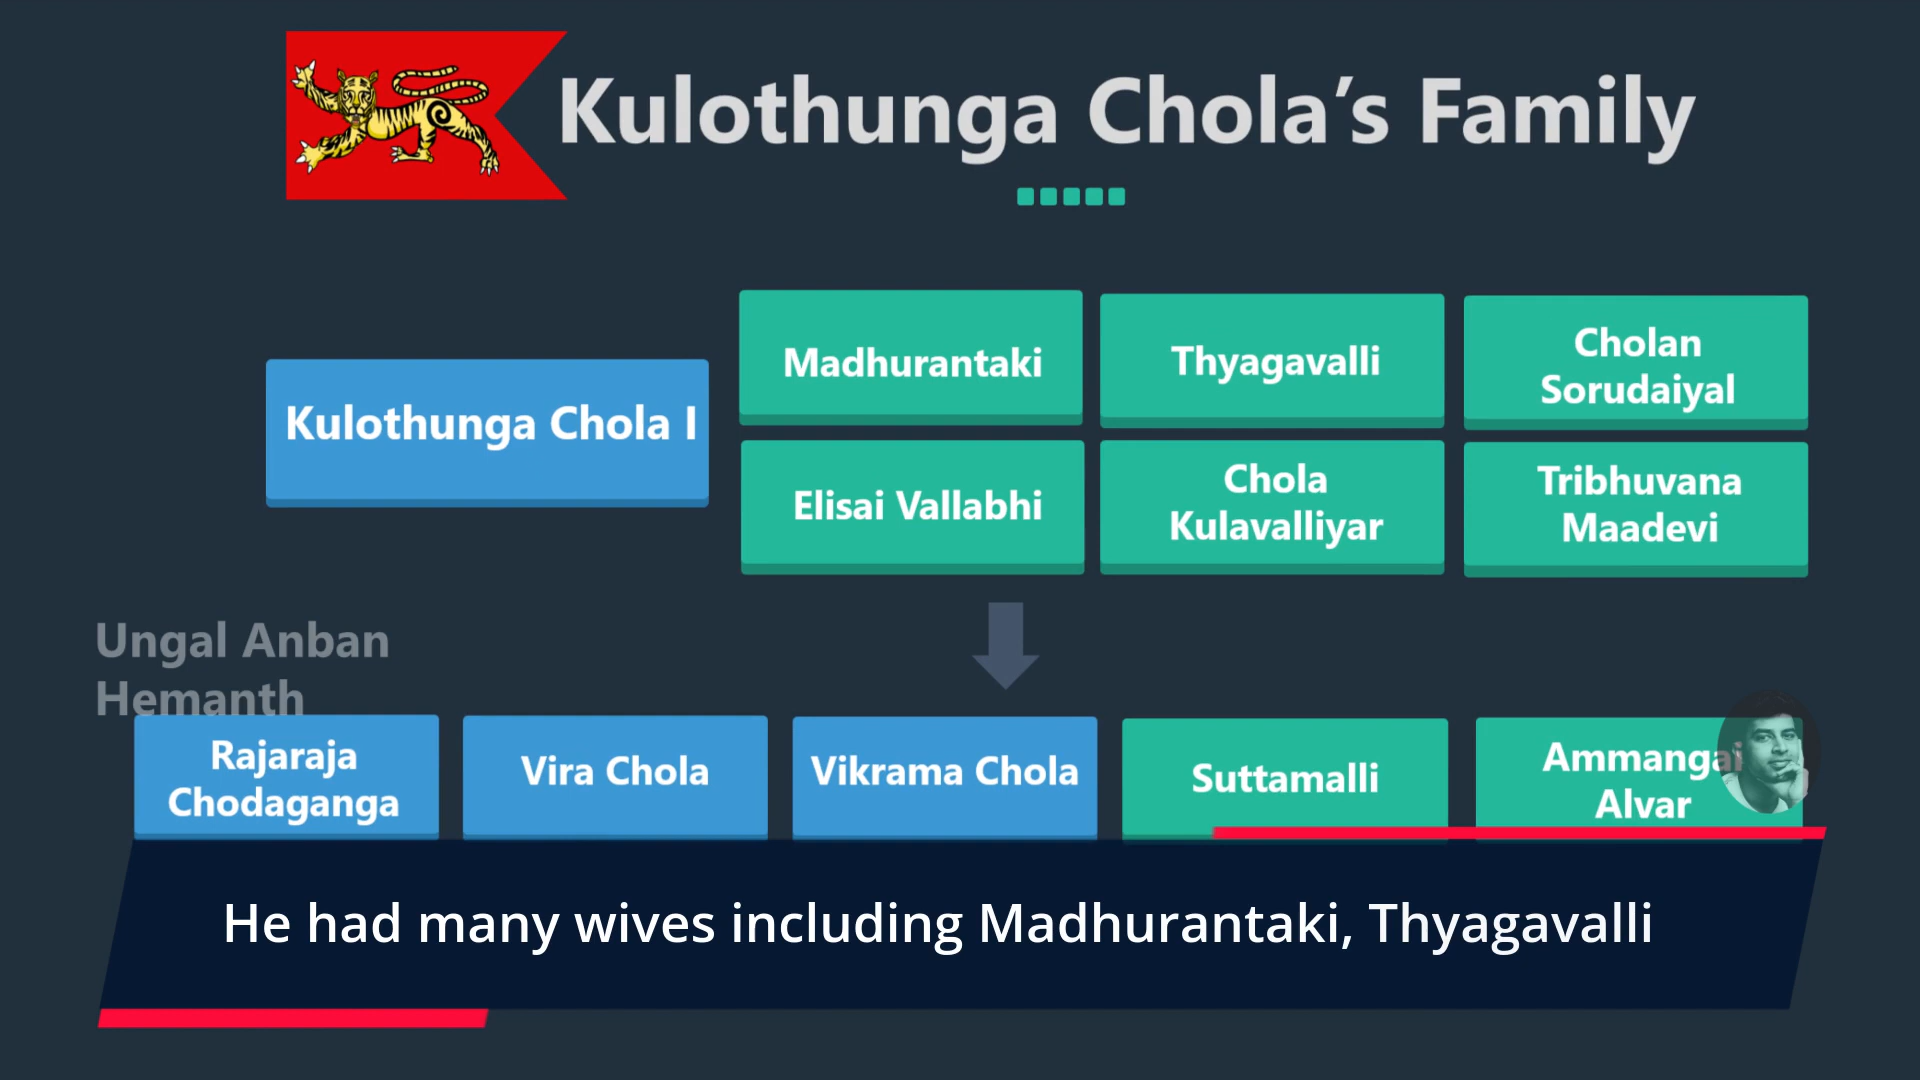 Kulothunga Chola's Family
Madhurantaki
Thyagavalli
Cholan
Sorudaiyal
Kulothunga Chola I
Elisai Vallabhi
Chola
Kulavalliyar
Tribhuvana
Maadevi
Ungal Anban
Hemanth
Rajaraja
Chodaganga
Vira Chola
Vikrama Chola
Suttamalli
Ammangai
Alvar
He had many wives including Madhurantaki, Thyagavalli